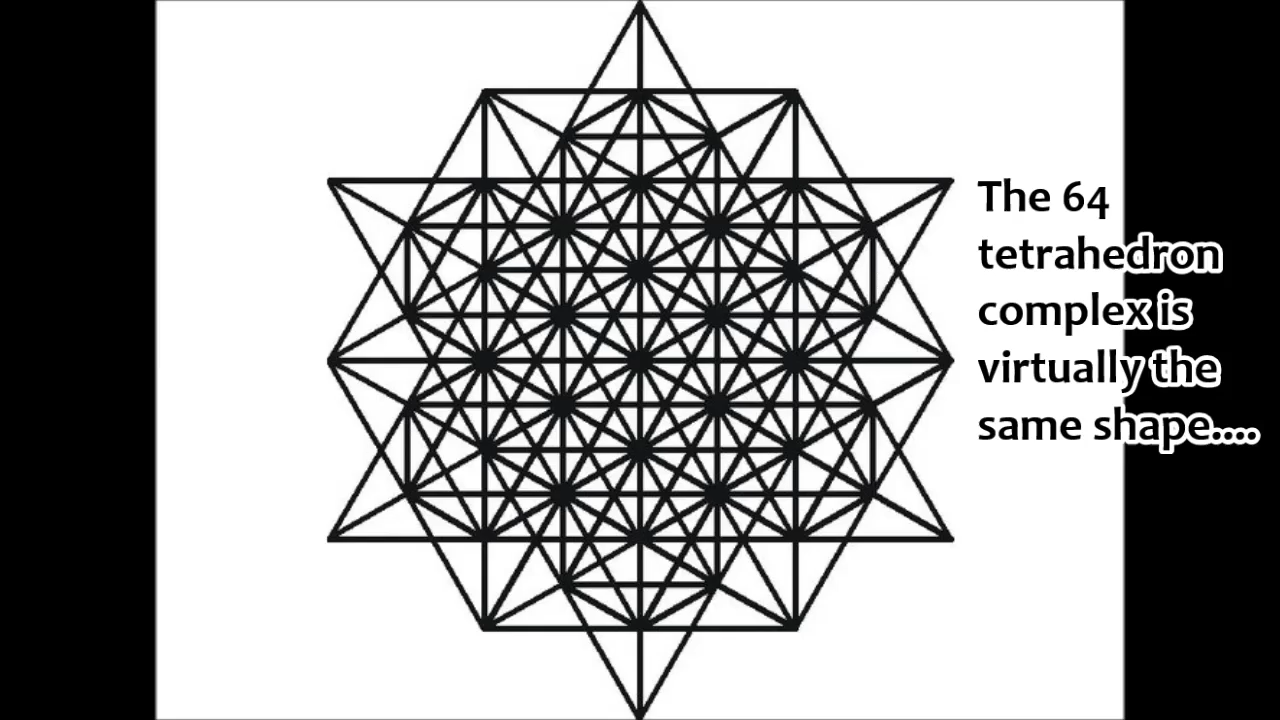 The 64
tetrahedron
complex is
virtually the
same shape....